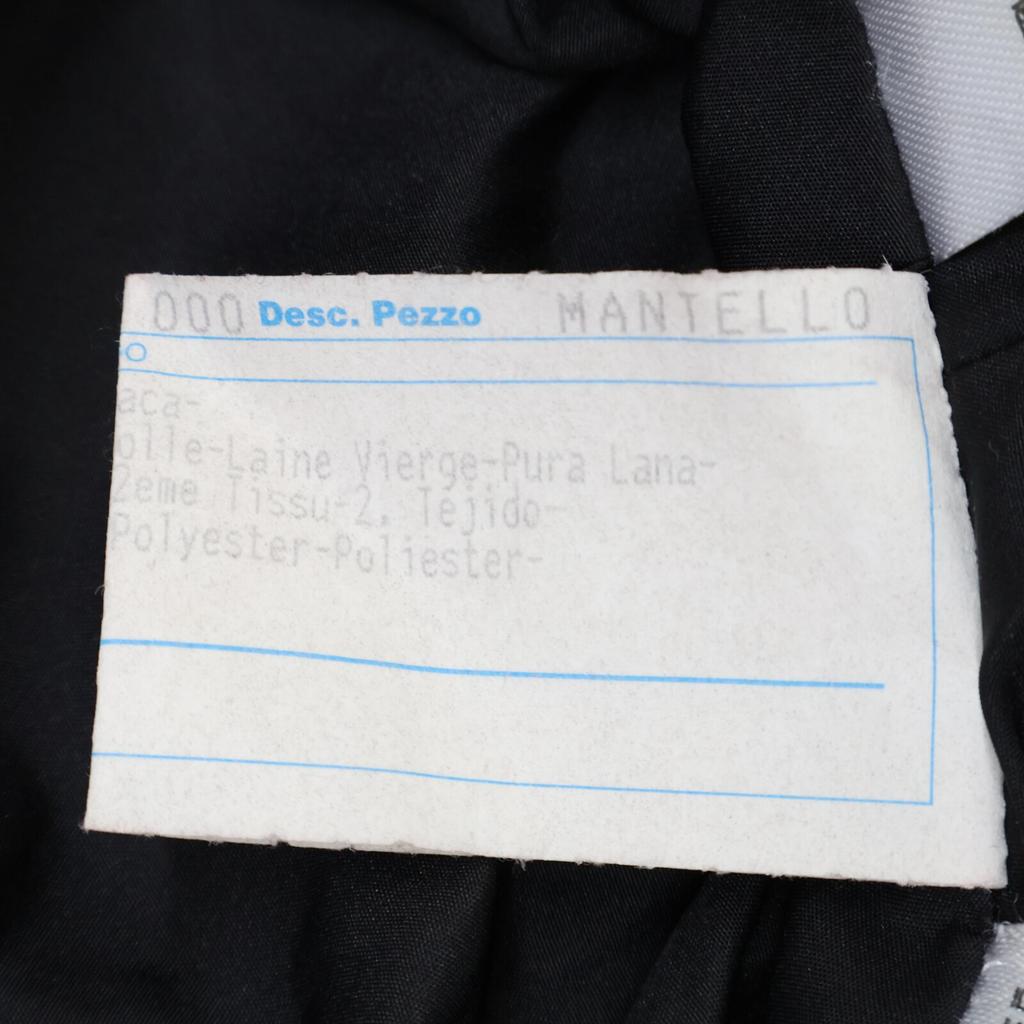 000 Desc. Pezzo MANTELLO
O
aca-
olle-Laine Vierge-Pura Lana-
2eme Tissu-2. Tejido-
Polyester-Poliester-